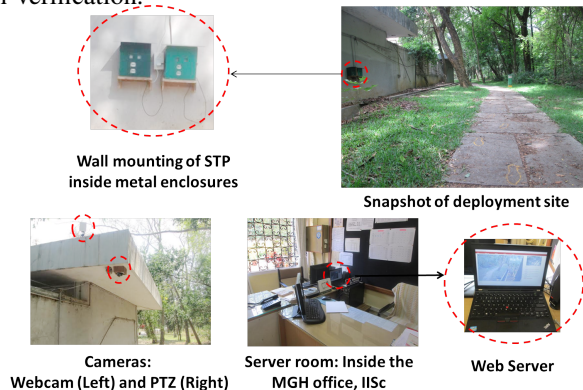 verification.
Wall mounting of STP
inside metal enclosures
Snapshot of deployment site
Cameras:
Webcam (Left) and PTZ (Right)
Server room: Inside the
MGH office, IISc
Web Server